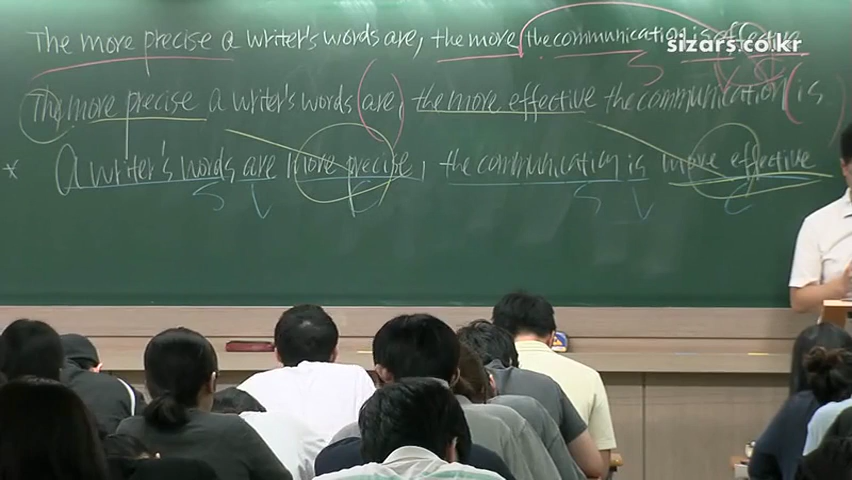 The more precise a writer's words are, the more the communication is effective
sizars.co.kr
The more precise a writer's words (are), the more effective the communication (is)
* A writer's words are more precise, the communication is more effective
S V C S V C